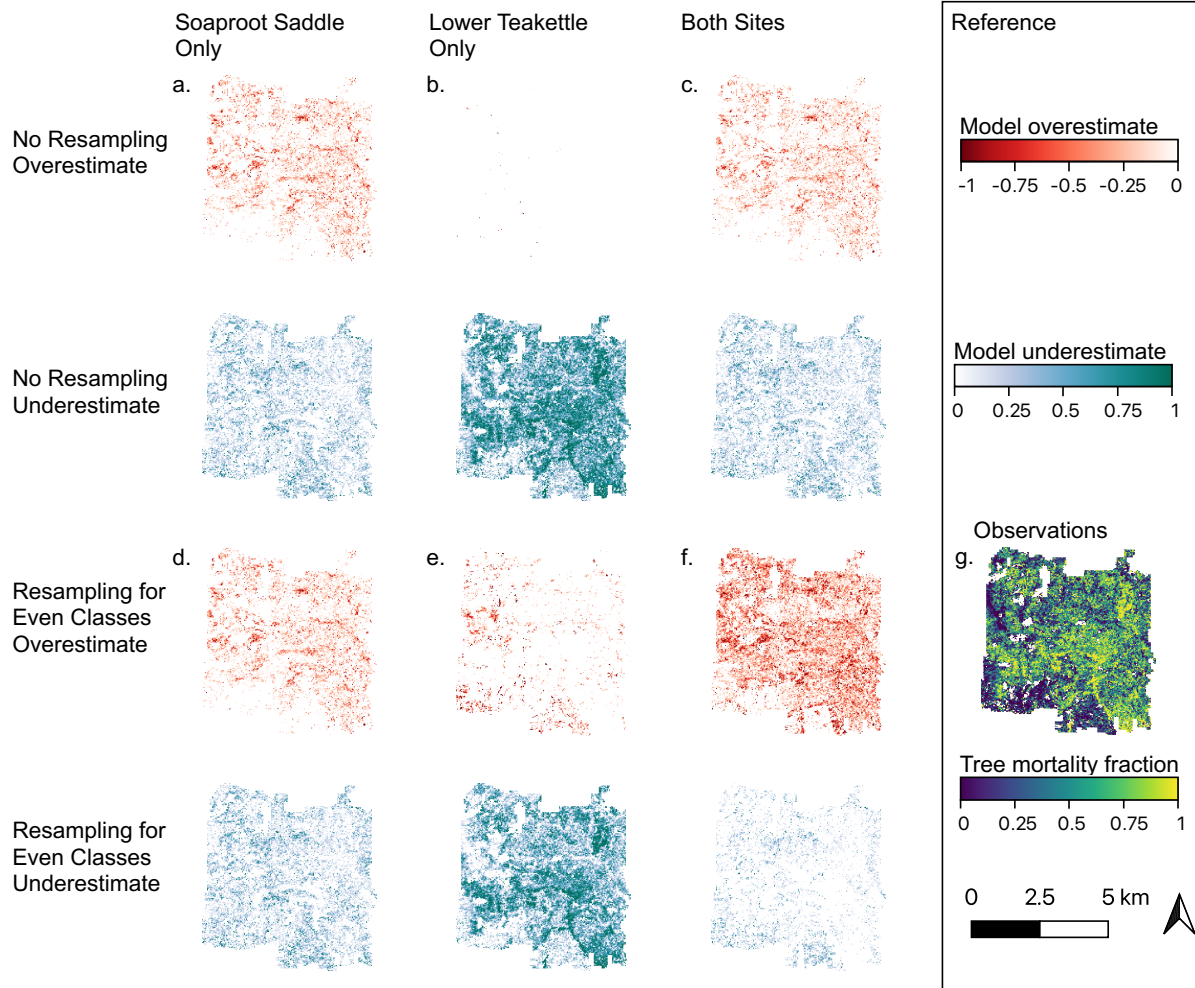 Soaproot Saddle
Only
Lower Teakettle
Only
Both Sites
Reference
a.
b.
c.
No Resampling
Overestimate
Model overestimate
-1 -0.75 -0.5 -0.25 0
No Resampling
Underestimate
Model underestimate
0 0.25 0.5 0.75 1
d.
e.
f.
Resampling for
Even Classes
Overestimate
Observations
g.
Tree mortality fraction
0 0.25 0.5 0.75 1
Resampling for
Even Classes
Underestimate
0 2.5 5 km